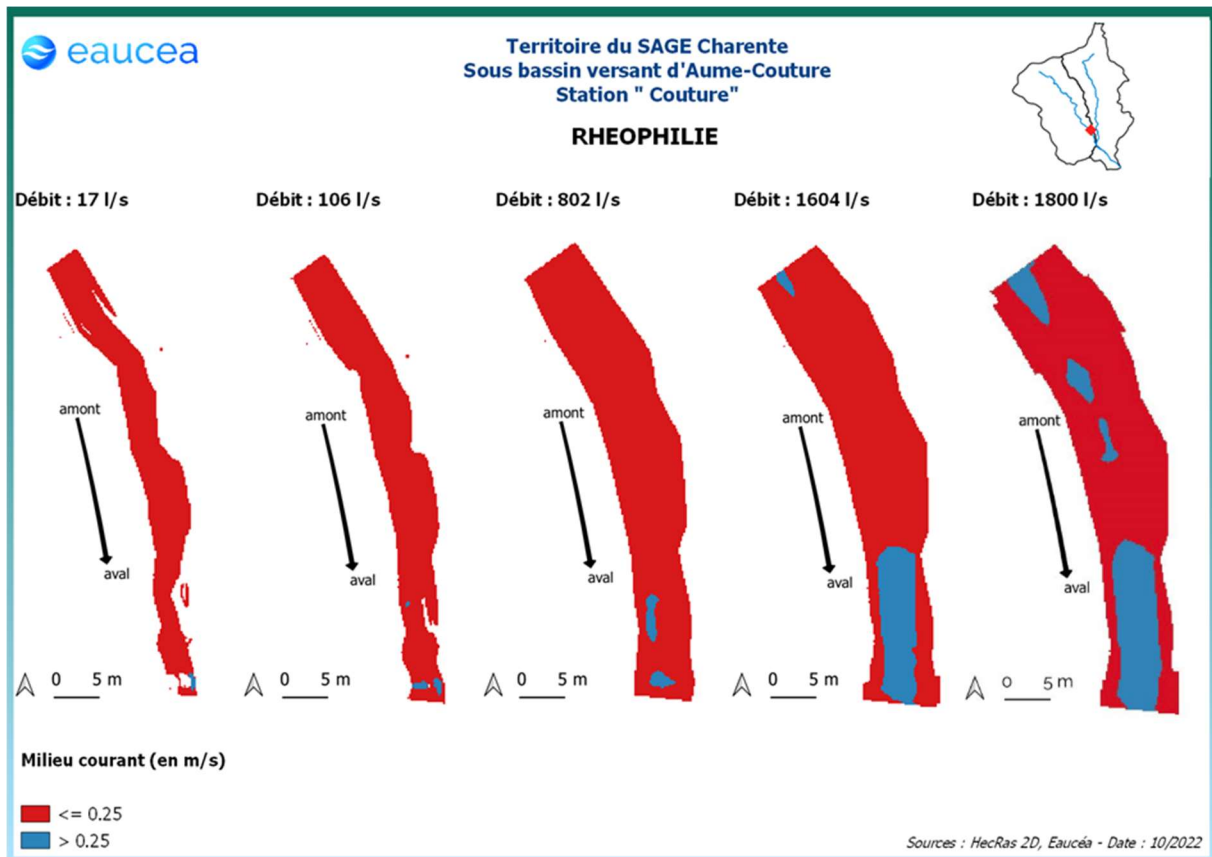 eaucea
Territoire du SAGE Charente
Sous bassin versant d'Aume-Couture
Station " Couture"
RHEOPHILIE
Débit : 17 l/s
Débit : 106 l/s
Débit : 802 l/s
Débit : 1604 l/s
Débit : 1800 l/s
amont
aval
0 5 m
amont
aval
0 5 m
amont
aval
0 5 m
amont
aval
0 5 m
amont
aval
0 5 m
Milieu courant (en m/s)
<= 0.25
> 0.25
Sources : HecRas 2D, Eaucéa - Date : 10/2022